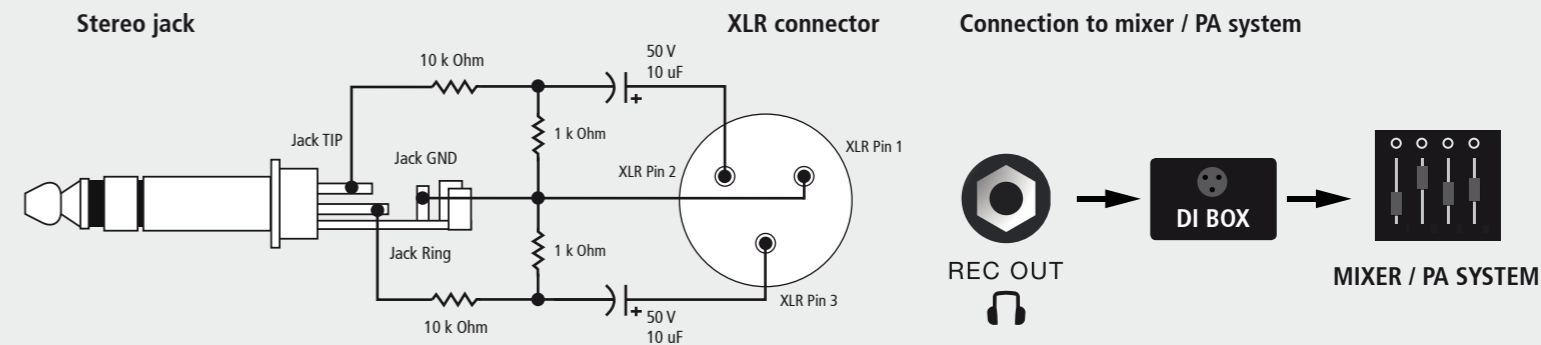 Stereo jack
XLR connector
Connection to mixer / PA system
10 k Ohm
50 V
10 uF
+
Jack TIP
1 k Ohm
Jack GND
XLR Pin 1
XLR Pin 2
1 k Ohm
Jack Ring
XLR Pin 3
+
10 k Ohm
50 V
10 uF
DI BOX
REC OUT
MIXER / PA SYSTEM